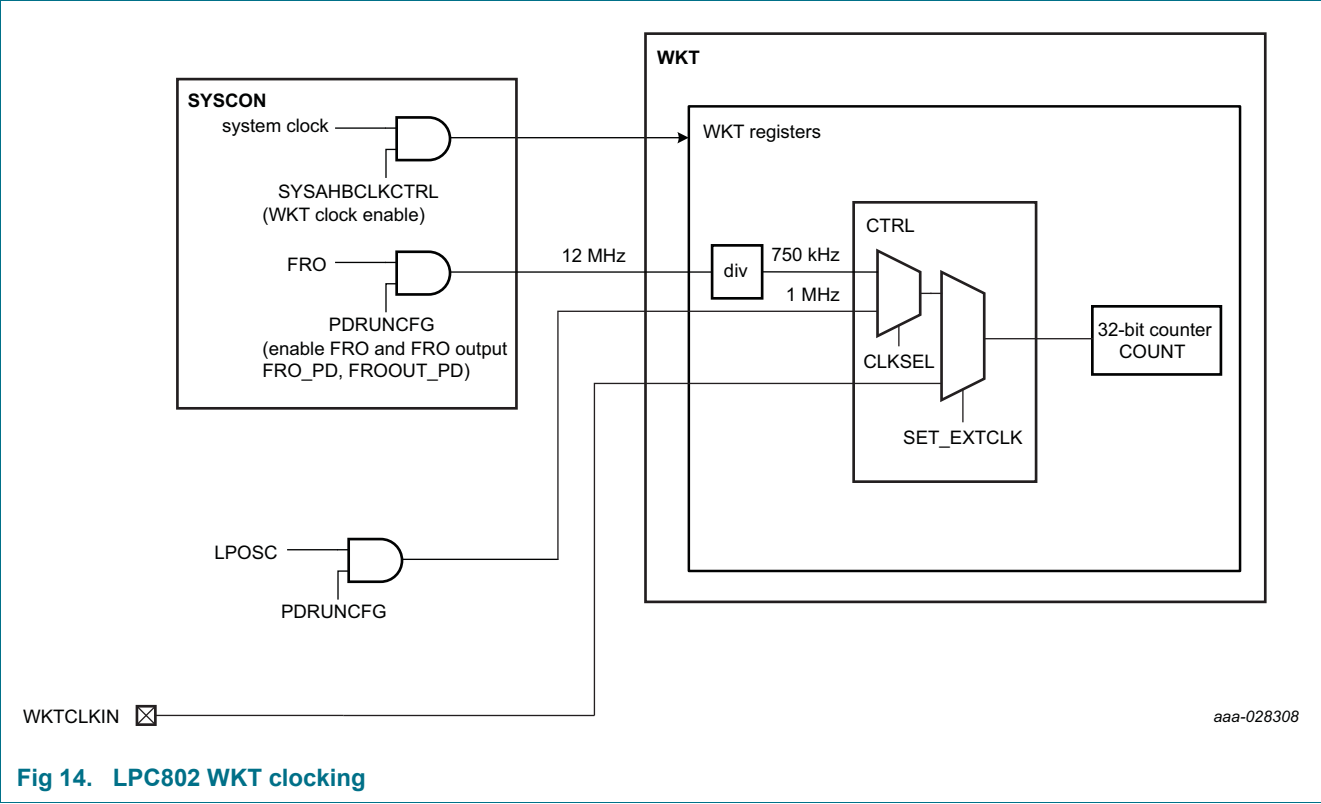 WKT
SYSCON
system clock
WKT registers
SYSAHBCLKCTRL
(WKT clock enable)
CTRL
FRO
12 MHz
div
750 kHz
1 MHz
PDRUNCFG
(enable FRO and FRO output
FRO_PD, FROOUT_PD)
CLKSEL
32-bit counter
COUNT
SET_EXTCLK
LPOSC
PDRUNCFG
WKTCLKIN
aaa-028308
Fig 14. LPC802 WKT clocking